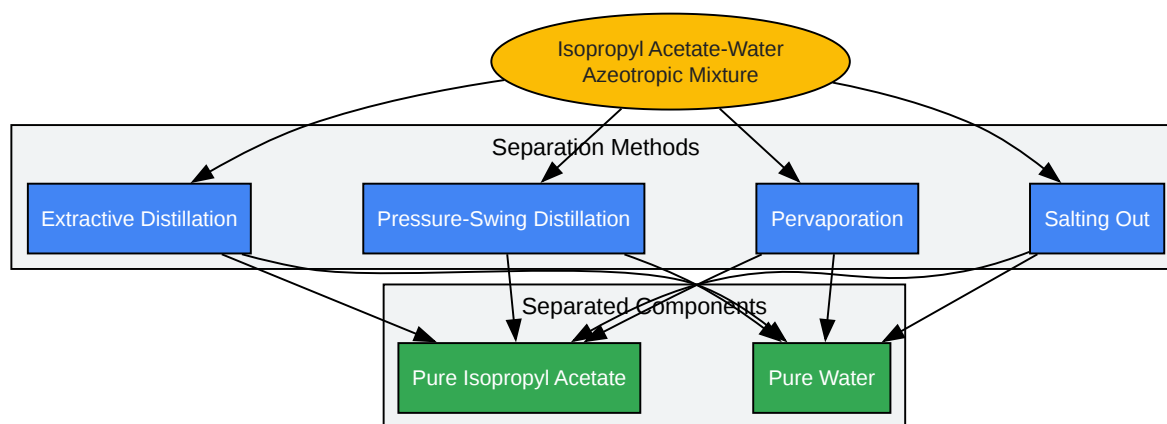 Isopropyl Acetate-Water
Azeotropic Mixture
Separation Methods
Extractive Distillation
Pressure-Swing Distillation
Pervaporation
Salting Out
Separated Components
Pure Isopropyl Acetate
Pure Water